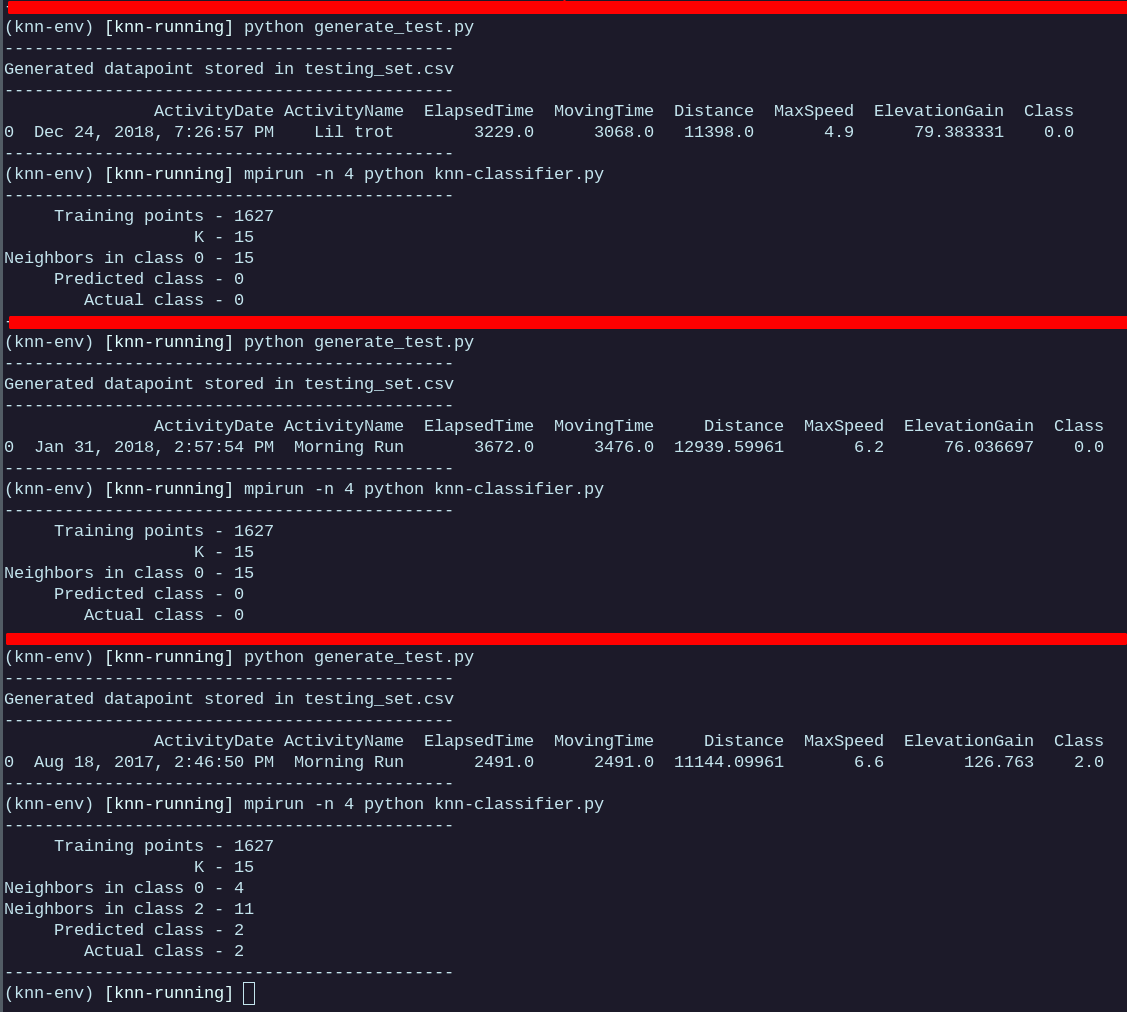 (knn-env) [knn-running] python generate_test.py
---------------------------------------------
Generated datapoint stored in testing_set.csv
---------------------------------------------
               ActivityDate ActivityName  ElapsedTime  MovingTime  Distance  MaxSpeed  ElevationGain  Class
0  Dec 24, 2018, 7:26:57 PM    Lil trot        3229.0      3068.0   11398.0       4.9      79.383331    0.0
---------------------------------------------
(knn-env) [knn-running] mpirun -n 4 python knn-classifier.py
---------------------------------------------
     Training points - 1627
                   K - 15
Neighbors in class 0 - 15
     Predicted class - 0
        Actual class - 0
(knn-env) [knn-running] python generate_test.py
---------------------------------------------
Generated datapoint stored in testing_set.csv
---------------------------------------------
               ActivityDate ActivityName  ElapsedTime  MovingTime     Distance  MaxSpeed  ElevationGain  Class
0  Jan 31, 2018, 2:57:54 PM  Morning Run       3672.0      3476.0  12939.59961       6.2      76.036697    0.0
---------------------------------------------
(knn-env) [knn-running] mpirun -n 4 python knn-classifier.py
---------------------------------------------
     Training points - 1627
                   K - 15
Neighbors in class 0 - 15
     Predicted class - 0
        Actual class - 0
(knn-env) [knn-running] python generate_test.py
---------------------------------------------
Generated datapoint stored in testing_set.csv
---------------------------------------------
               ActivityDate ActivityName  ElapsedTime  MovingTime     Distance  MaxSpeed  ElevationGain  Class
0  Aug 18, 2017, 2:46:50 PM  Morning Run       2491.0      2491.0  11144.09961       6.6        126.763    2.0
---------------------------------------------
(knn-env) [knn-running] mpirun -n 4 python knn-classifier.py
---------------------------------------------
     Training points - 1627
                   K - 15
Neighbors in class 0 - 4
Neighbors in class 2 - 11
     Predicted class - 2
        Actual class - 2
---------------------------------------------
(knn-env) [knn-running]